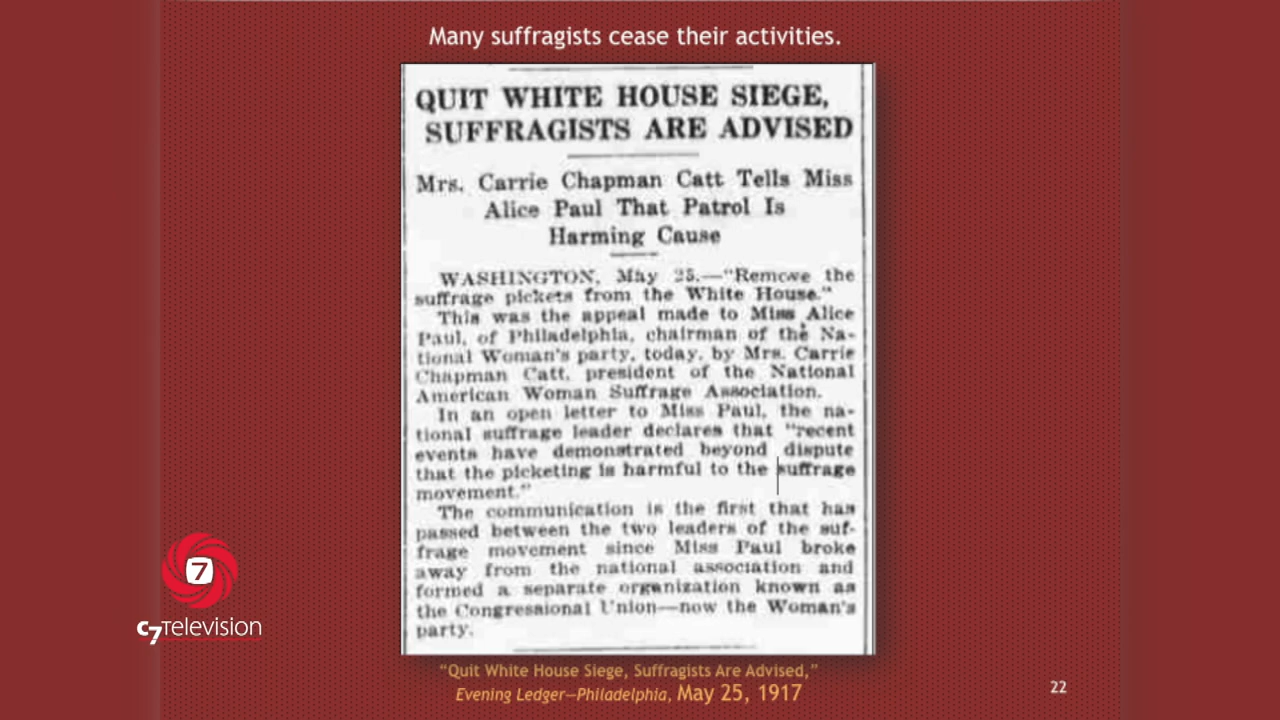 Many suffragists cease their activities.
QUIT WHITE HOUSE SIEGE,
SUFFRAGISTS ARE ADVISED
Mrs. Carrie Chapman Catt Tells Miss
Alice Paul That Patrol Is
Harming Cause
WASHINGTON, May 25.—"Remove the
suffrage pickets from the White House."
This was the appeal made to Miss Alice
Paul, of Philadelphia, chairman of the Na-
tional Woman's party, today, by Mrs. Carrie
Chapman Catt, president of the National
American Woman Suffrage Association.
In an open letter to Miss Paul, the na-
tional suffrage leader declares that "recent
events have demonstrated beyond dispute
that the picketing is harmful to the suffrage
movement."
The communication is the first that has
passed between the two leaders of the suf-
frage movement since Miss Paul broke
away from the national association and
formed a separate organization known as
the Congressional Union—now the Woman's
party.
7
c7television
"Quit White House Siege, Suffragists Are Advised,"
Evening Ledger—Philadelphia, May 25, 1917
22